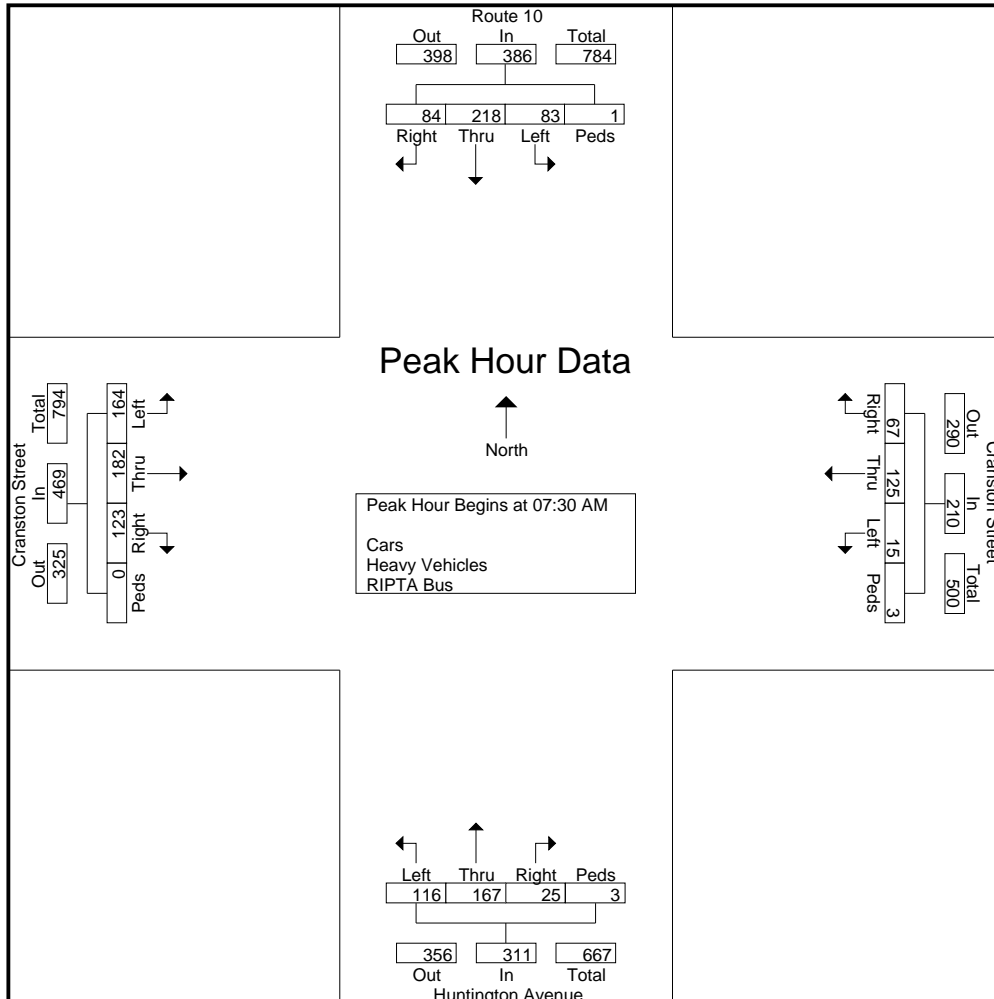 Route 10
Out In Total
398 386 784
84 218 83 1
Right Thru Left Peds
Peak Hour Data
North
Peak Hour Begins at 07:30 AM
Cars
Heavy Vehicles
RIPTA Bus
Cranston Street
Total In Out
794 469 325
164 182 123 0
Left Thru Right Peds
Cranston Street
Out In Total
290 210 500
67 125 15 3
Right Thru Left Peds
Left Thru Right Peds
116 167 25 3
356 311 667
Out In Total
Huntington Avenue